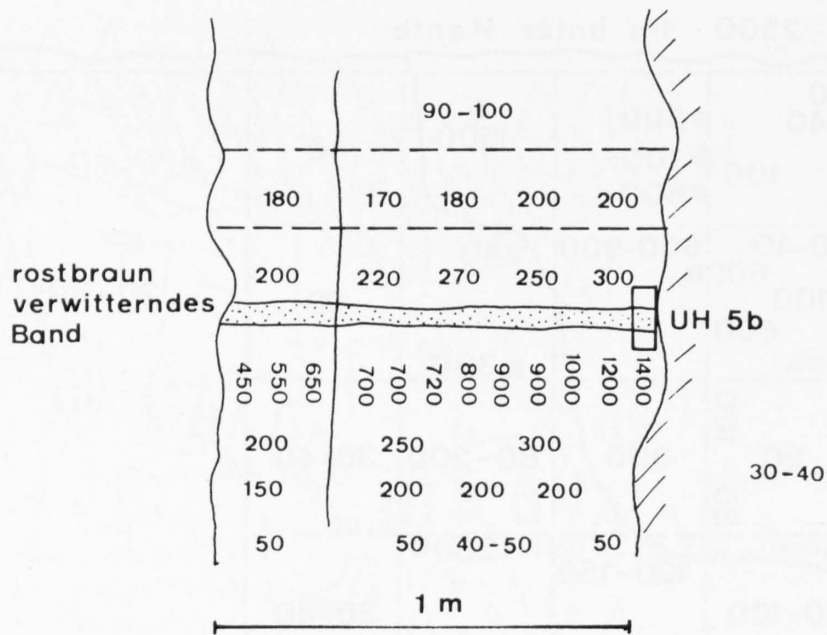 90-100
180 170 180 200 200
200 220 270 250 300
rostbraun
verwitterndes
Band
UH 5b
450 550 650 700 700 720 800 900 900 1000 1200 1400
200 250 300
30-40
150 200 200 200
50 50 40-50 50
1 m